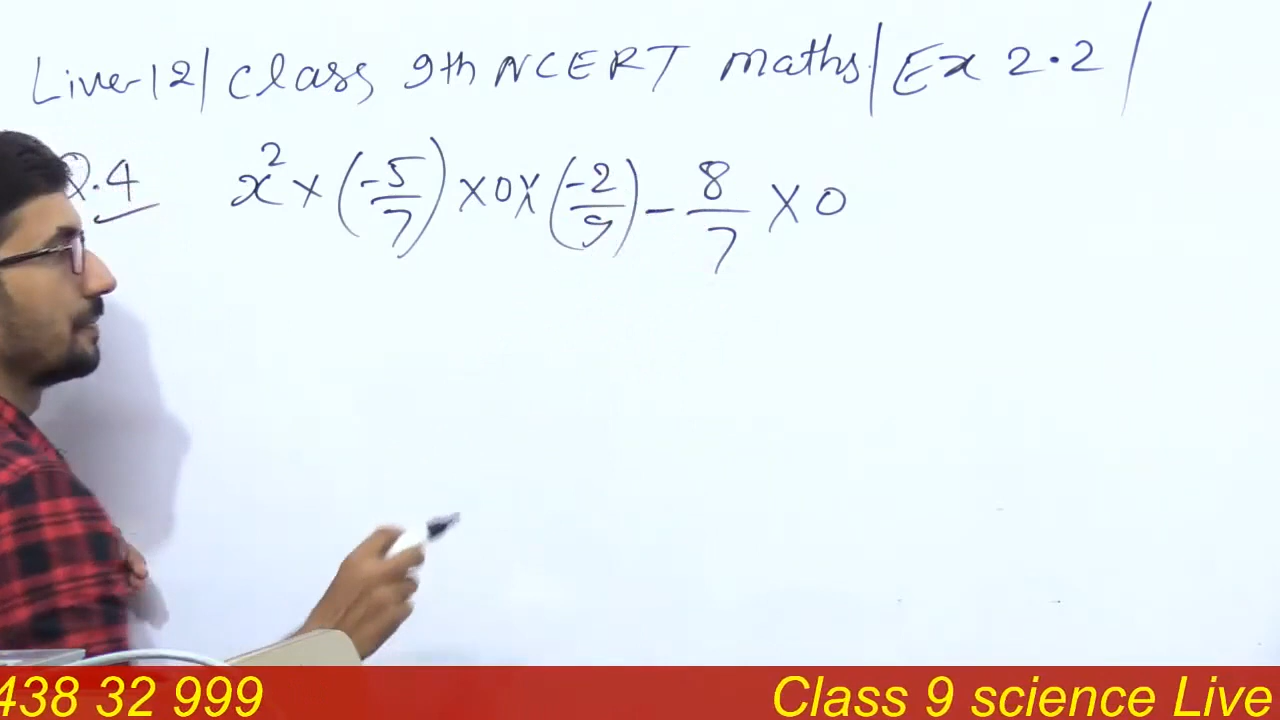 Live-12/ Class 9th NCERT maths/ Ex 2.2 /
Q.4 x² × (-5/7) × 0 × (-2/9) - 8/7 × 0
438 32 999 Class 9 science Live